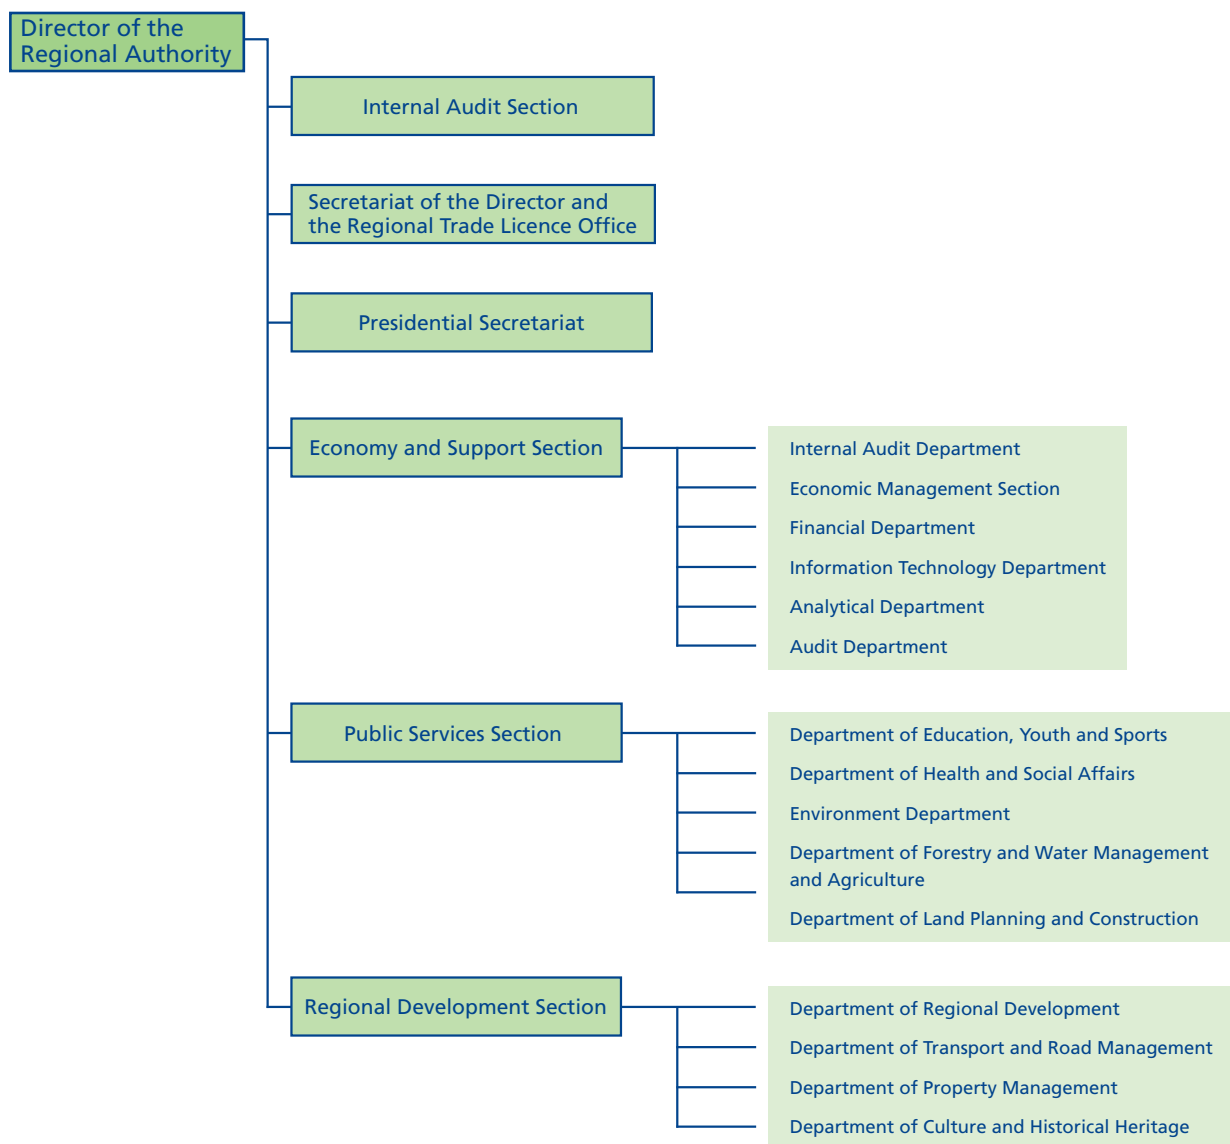 Director of the
Regional Authority
Internal Audit Section
Secretariat of the Director and
the Regional Trade Licence Office
Presidential Secretariat
Economy and Support Section
Internal Audit Department
Economic Management Section
Financial Department
Information Technology Department
Analytical Department
Audit Department
Public Services Section
Department of Education, Youth and Sports
Department of Health and Social Affairs
Environment Department
Department of Forestry and Water Management
and Agriculture
Department of Land Planning and Construction
Regional Development Section
Department of Regional Development
Department of Transport and Road Management
Department of Property Management
Department of Culture and Historical Heritage